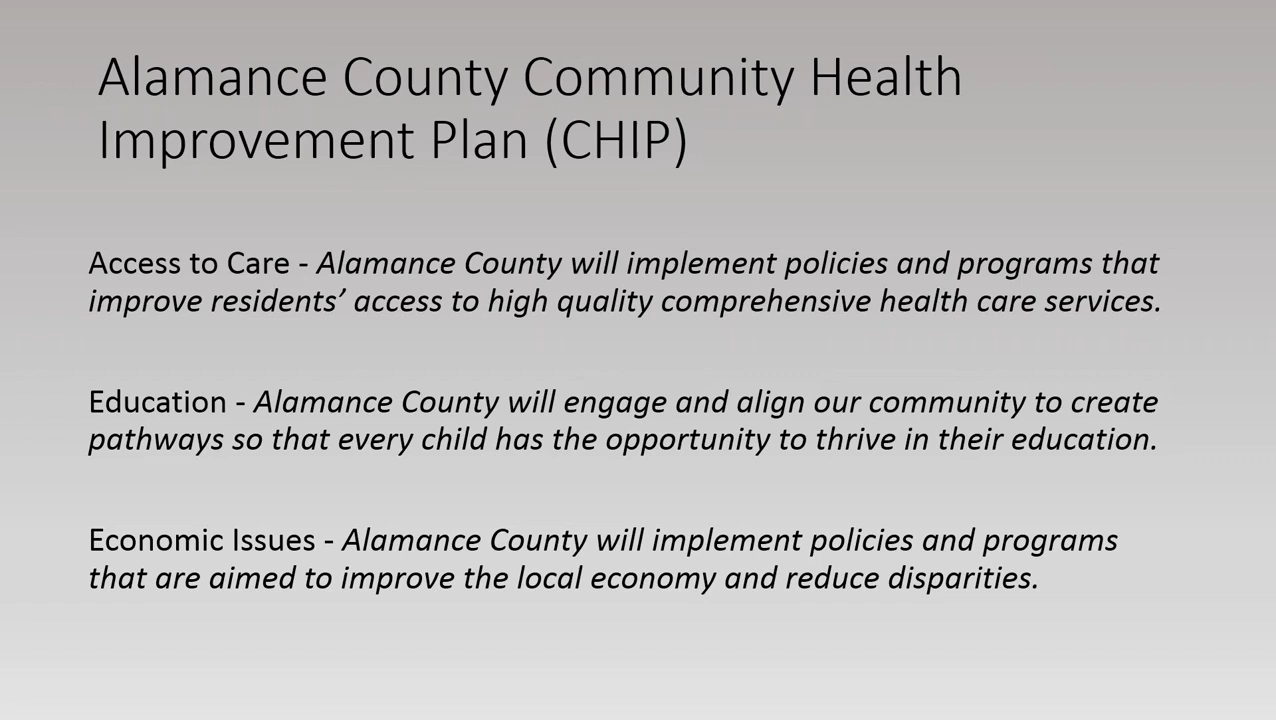 Alamance County Community Health
Improvement Plan (CHIP)
Access to Care - Alamance County will implement policies and programs that
improve residents’ access to high quality comprehensive health care services.
Education - Alamance County will engage and align our community to create
pathways so that every child has the opportunity to thrive in their education.
Economic Issues - Alamance County will implement policies and programs
that are aimed to improve the local economy and reduce disparities.